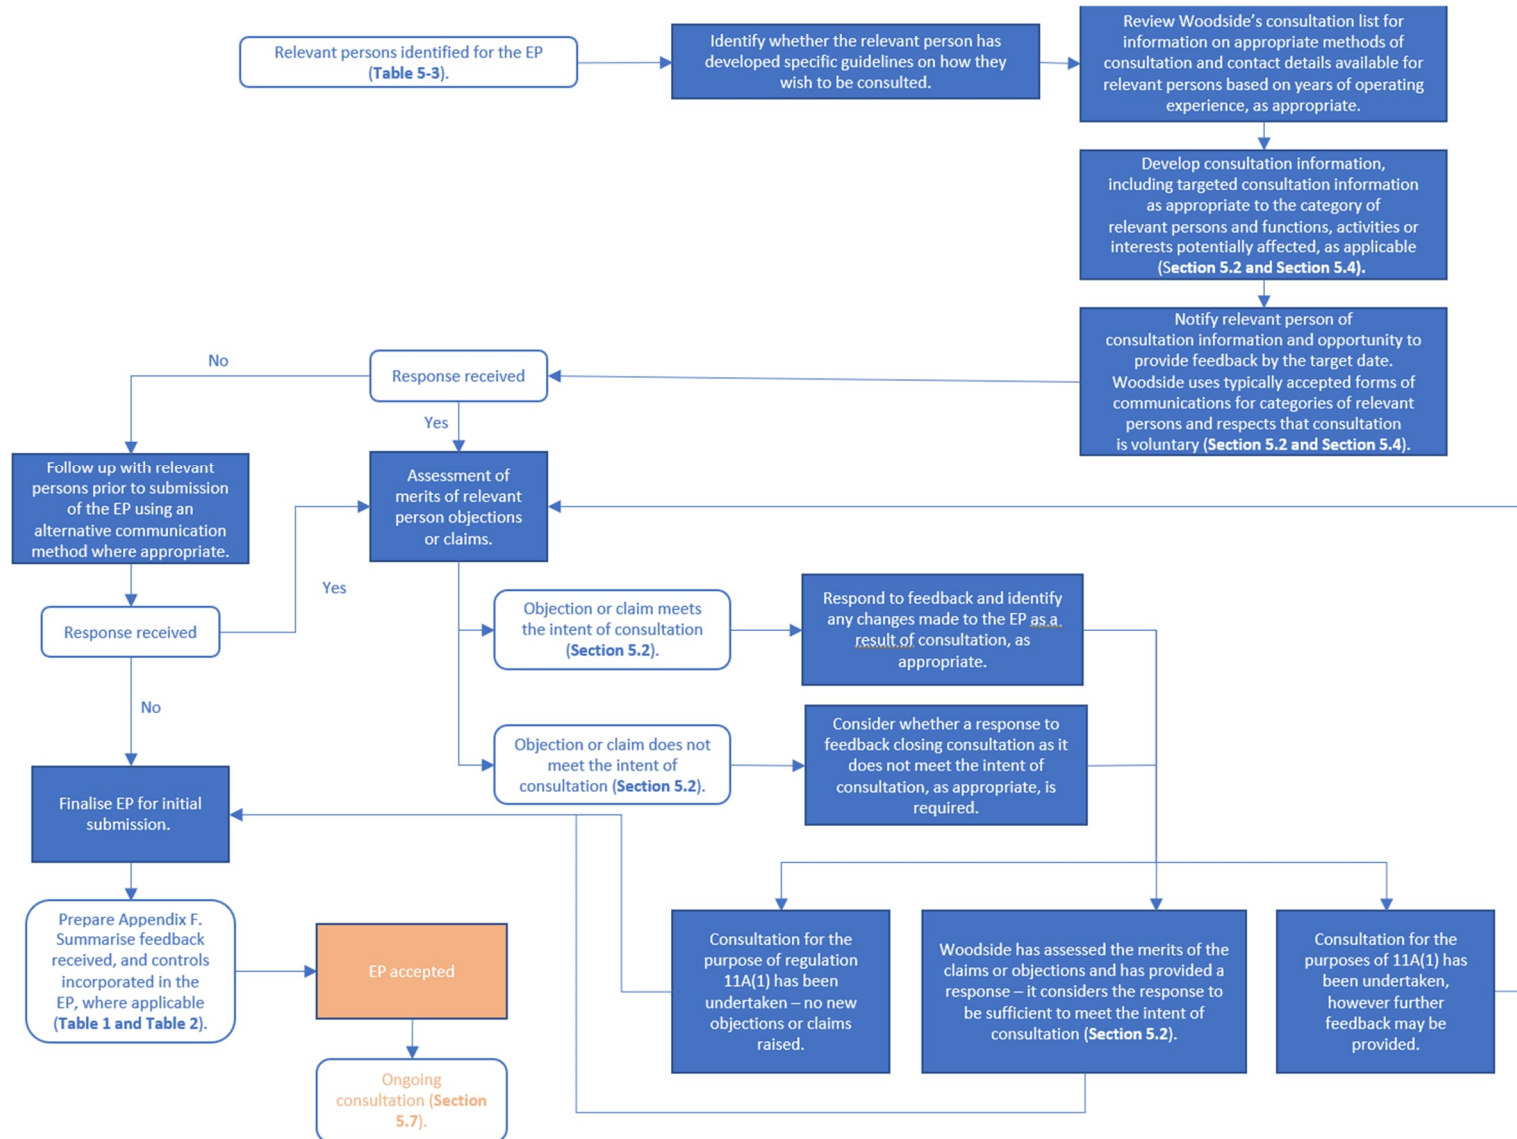 Relevant persons identified for the EP
(Table 5-3).
Identify whether the relevant person has
developed specific guidelines on how they
wish to be consulted.
Review Woodside's consultation list for
information on appropriate methods of
consultation and contact details available for
relevant persons based on years of operating
experience, as appropriate.
Develop consultation information,
including targeted consultation information
as appropriate to the category of
relevant persons and functions, activities or
interests potentially affected, as applicable
(Section 5.2 and Section 5.4).
Notify relevant person of
consultation information and opportunity to
provide feedback by the target date.
Woodside uses typically accepted forms of
communications for categories of relevant
persons and respects that consultation
is voluntary (Section 5.2 and Section 5.4).
No
Response received
Yes
Follow up with relevant
persons prior to submission
of the EP using an
alternative communication
method where appropriate.
Assessment of
merits of relevant
person objections
or claims.
Yes
Response received
No
Objection or claim meets
the intent of consultation
(Section 5.2).
Respond to feedback and identify
any changes made to the EP as a
result of consultation, as
appropriate.
Objection or claim does not
meet the intent of
consultation (Section 5.2).
Consider whether a response to
feedback closing consultation as it
does not meet the intent of
consultation, as appropriate, is
required.
Finalise EP for initial
submission.
Prepare Appendix F.
Summarise feedback
received, and controls
incorporated in the
EP, where applicable
(Table 1 and Table 2).
EP accepted
Ongoing
consultation (Section
5.7).
Consultation for the
purpose of regulation
11A(1) has been
undertaken – no new
objections or claims
raised.
Woodside has assessed the merits of the
claims or objections and has provided a
response – it considers the response to
be sufficient to meet the intent of
consultation (Section 5.2).
Consultation for the
purposes of 11A(1) has
been undertaken,
however further
feedback may be
provided.